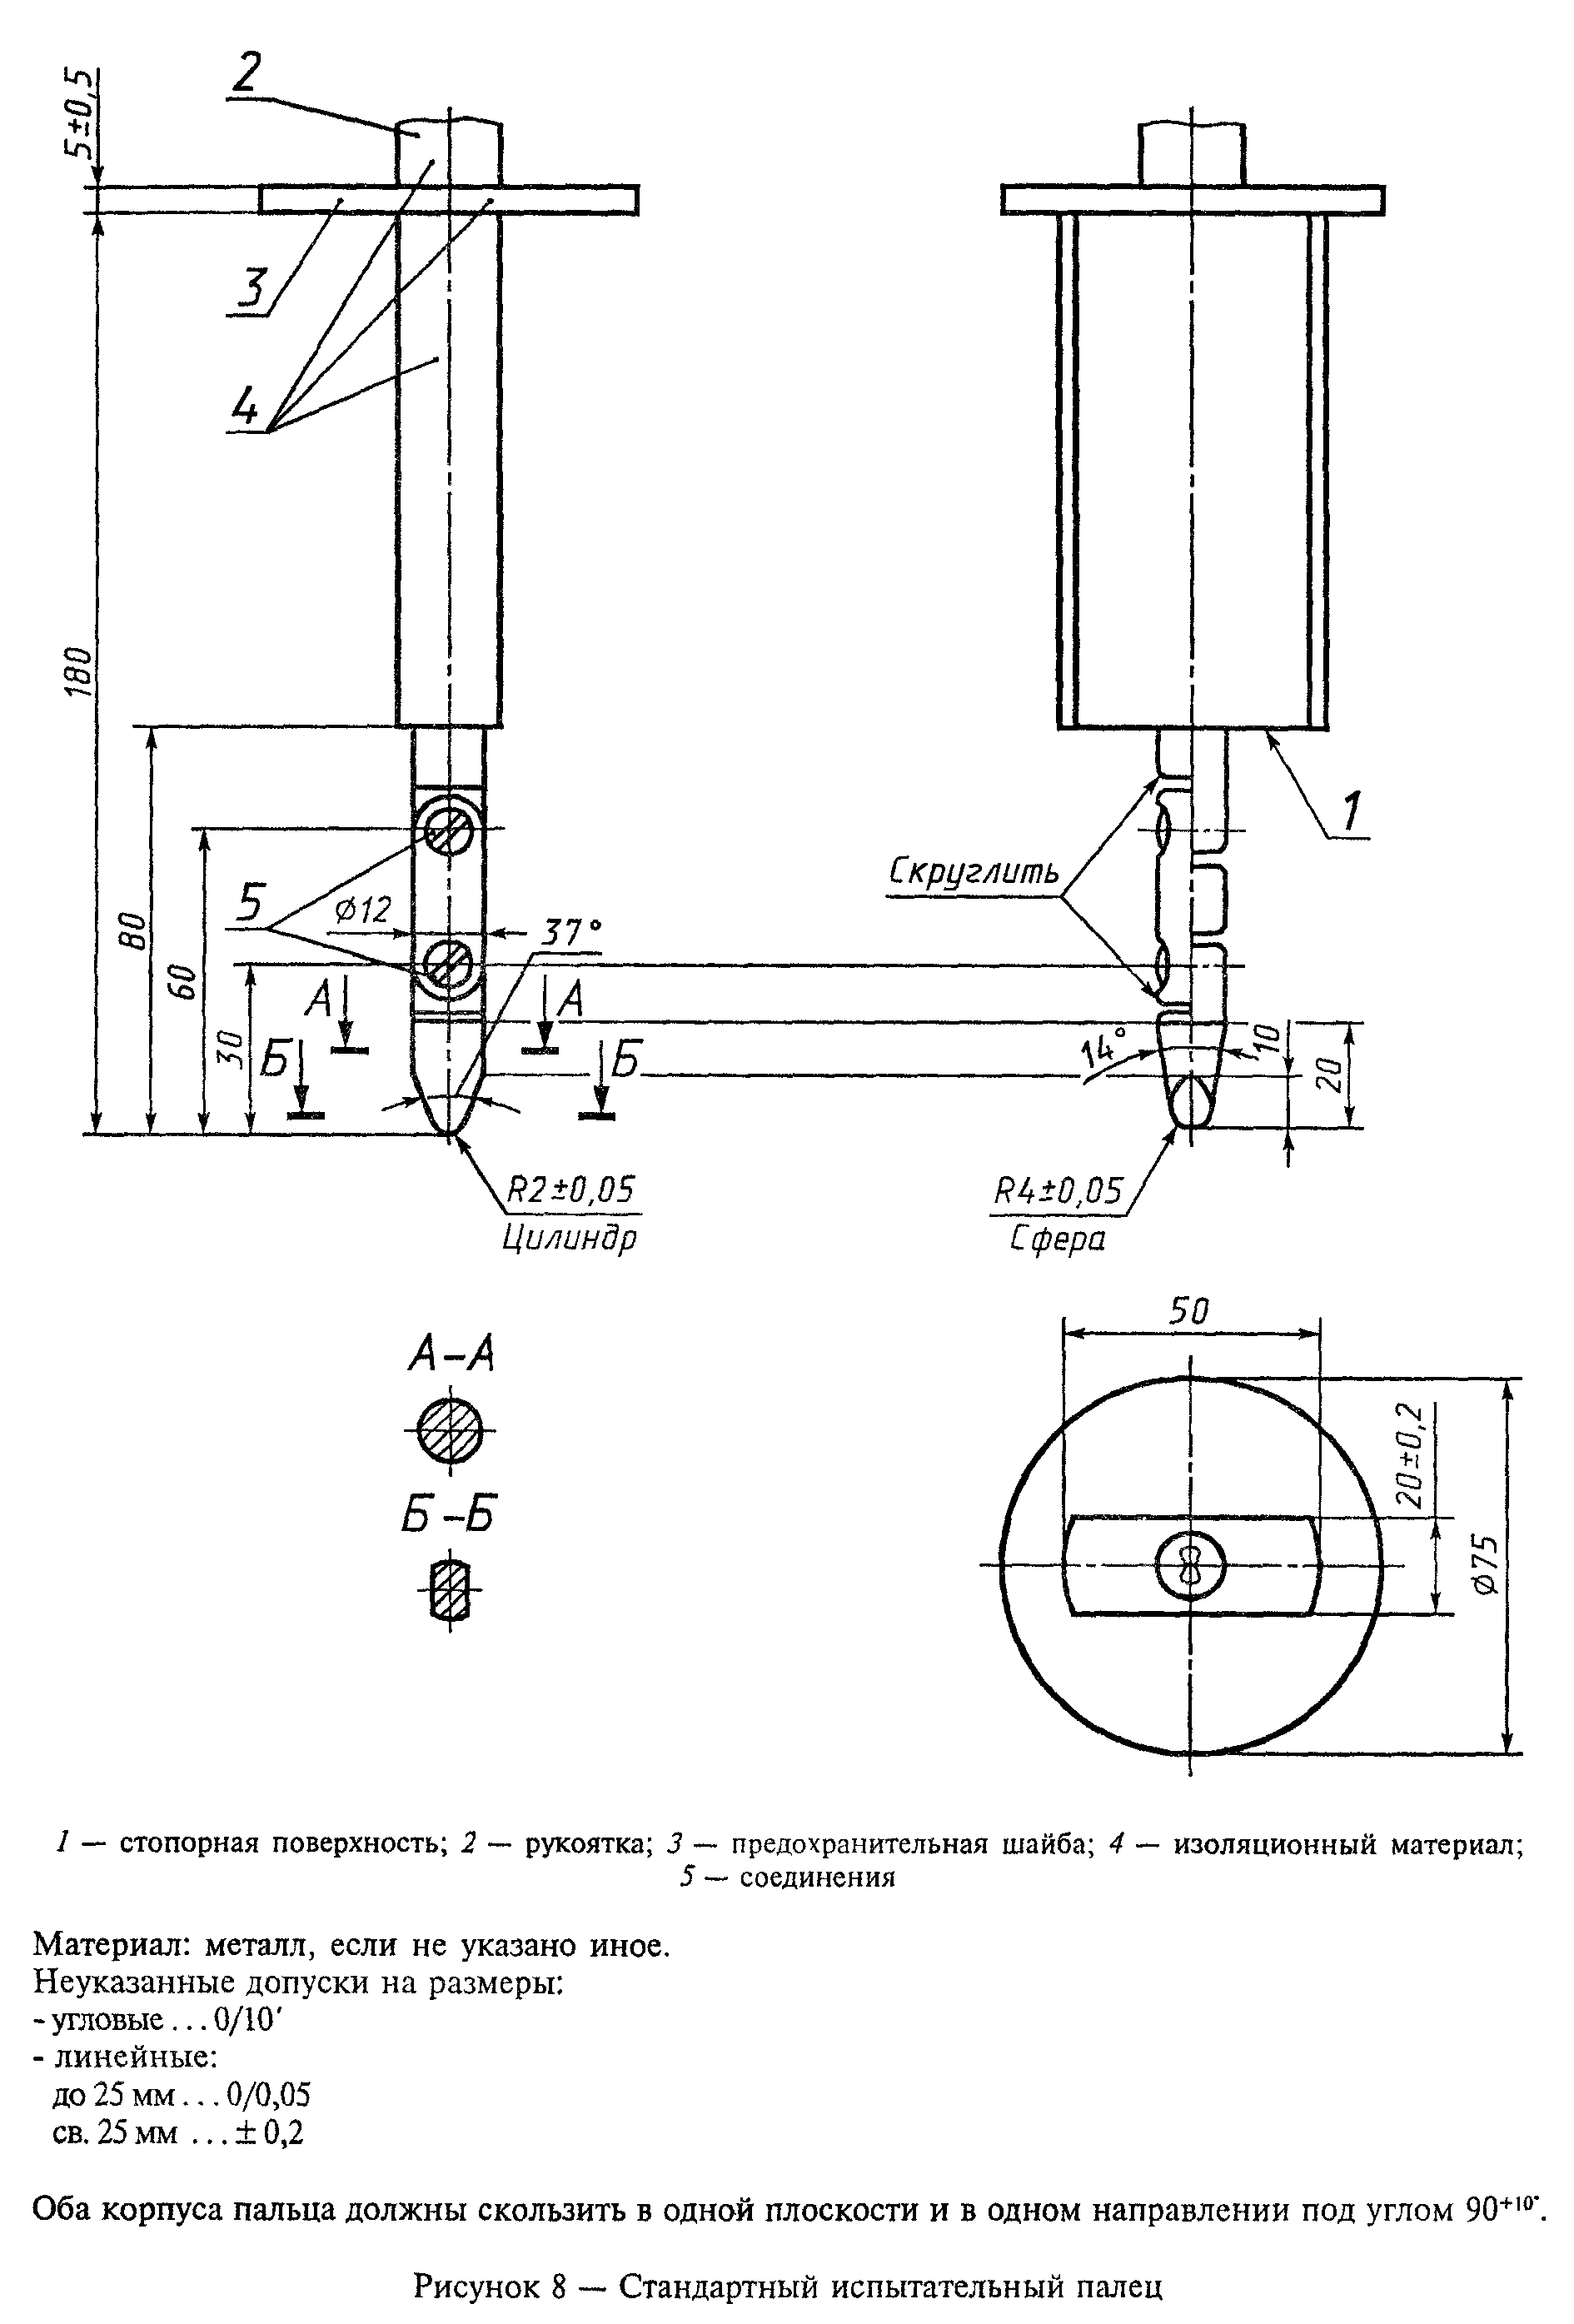 2
5±0,5
3
4
180
1
Скруглить
80
5
⌀12
37°
60
А
А
30
Б
Б
14°
10
20
R2±0,05
Цилиндр
R4±0,05
Сфера
50
А–А
20±0,2
Б–Б
⌀75
1 — стопорная поверхность; 2 — рукоятка; 3 — предохранительная шайба; 4 — изоляционный материал;
5 — соединения
Материал: металл, если не указано иное.
Неуказанные допуски на размеры:
- угловые ... 0/10′
- линейные:
до 25 мм ... 0/0,05
св. 25 мм ... ± 0,2
Оба корпуса пальца должны скользить в одной плоскости и в одном направлении под углом 90⁺¹⁰′.
Рисунок 8 — Стандартный испытательный палец